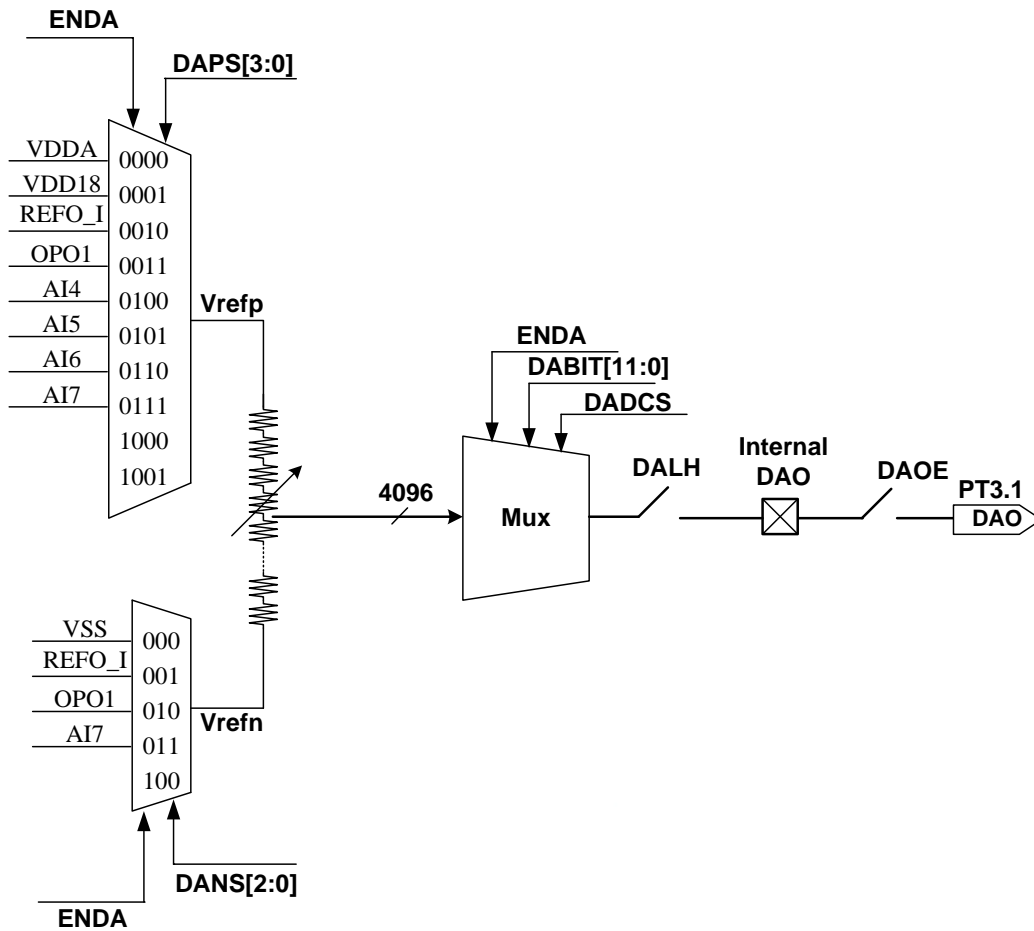 ENDA
DAPS[3:0]
VDDA
0000
VDD18
0001
REFO_I
0010
OPO1
0011
AI4
0100
AI5
0101
AI6
0110
AI7
0111
1000
1001
Vrefp
ENDA
DABIT[11:0]
DADCS
4096
Mux
DALH
Internal
DAO
DAOE
PT3.1
DAO
VSS
000
REFO_I
001
OPO1
010
AI7
011
100
Vrefn
DANS[2:0]
ENDA